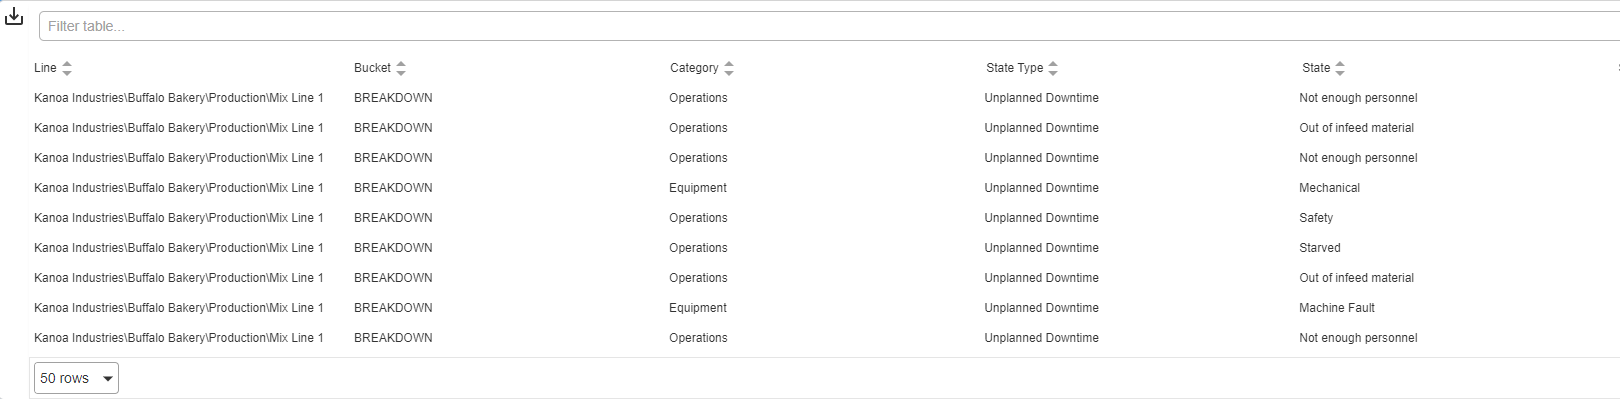 Filter table...
Line Bucket Category State Type State
Kanoa Industries\Buffalo Bakery\Production\Mix Line 1 BREAKDOWN Operations Unplanned Downtime Not enough personnel
Kanoa Industries\Buffalo Bakery\Production\Mix Line 1 BREAKDOWN Operations Unplanned Downtime Out of infeed material
Kanoa Industries\Buffalo Bakery\Production\Mix Line 1 BREAKDOWN Operations Unplanned Downtime Not enough personnel
Kanoa Industries\Buffalo Bakery\Production\Mix Line 1 BREAKDOWN Equipment Unplanned Downtime Mechanical
Kanoa Industries\Buffalo Bakery\Production\Mix Line 1 BREAKDOWN Operations Unplanned Downtime Safety
Kanoa Industries\Buffalo Bakery\Production\Mix Line 1 BREAKDOWN Operations Unplanned Downtime Starved
Kanoa Industries\Buffalo Bakery\Production\Mix Line 1 BREAKDOWN Operations Unplanned Downtime Out of infeed material
Kanoa Industries\Buffalo Bakery\Production\Mix Line 1 BREAKDOWN Equipment Unplanned Downtime Machine Fault
Kanoa Industries\Buffalo Bakery\Production\Mix Line 1 BREAKDOWN Operations Unplanned Downtime Not enough personnel
50 rows